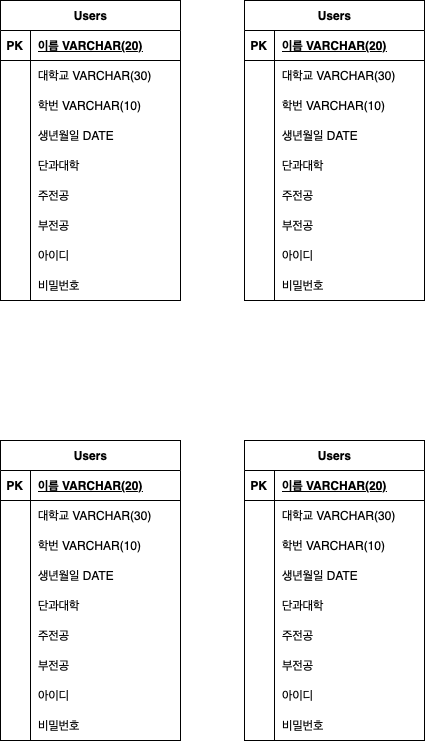 Users
PK 이름 VARCHAR(20)
대학교 VARCHAR(30)
학번 VARCHAR(10)
생년월일 DATE
단과대학
주전공
부전공
아이디
비밀번호
Users
PK 이름 VARCHAR(20)
대학교 VARCHAR(30)
학번 VARCHAR(10)
생년월일 DATE
단과대학
주전공
부전공
아이디
비밀번호
Users
PK 이름 VARCHAR(20)
대학교 VARCHAR(30)
학번 VARCHAR(10)
생년월일 DATE
단과대학
주전공
부전공
아이디
비밀번호
Users
PK 이름 VARCHAR(20)
대학교 VARCHAR(30)
학번 VARCHAR(10)
생년월일 DATE
단과대학
주전공
부전공
아이디
비밀번호